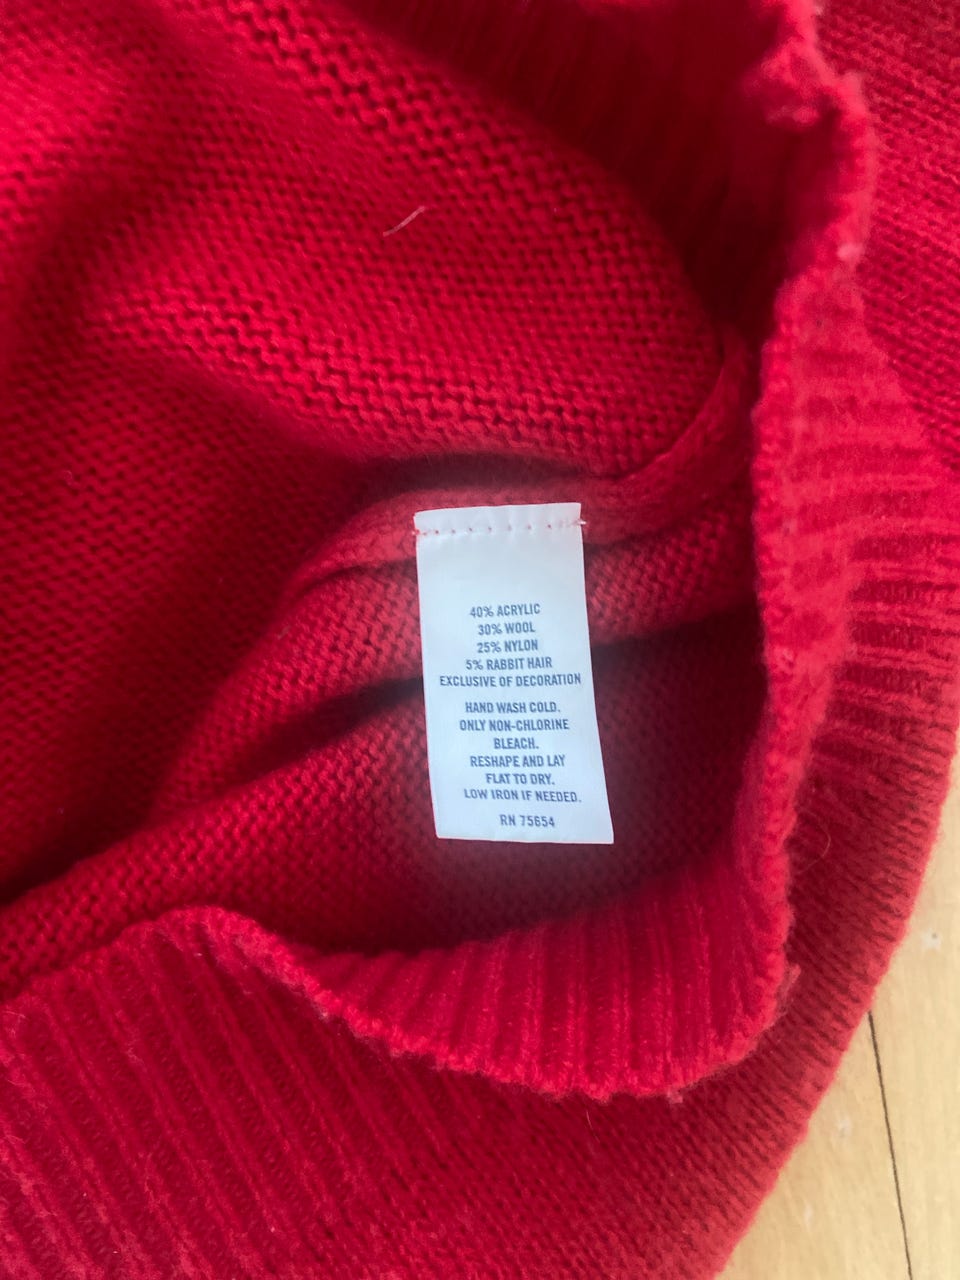 40% ACRYLIC
30% WOOL
25% NYLON
5% RABBIT HAIR
EXCLUSIVE OF DECORATION
HAND WASH COLD.
ONLY NON-CHLORINE
BLEACH.
RESHAPE AND LAY
FLAT TO DRY.
LOW IRON IF NEEDED.
RN 75654